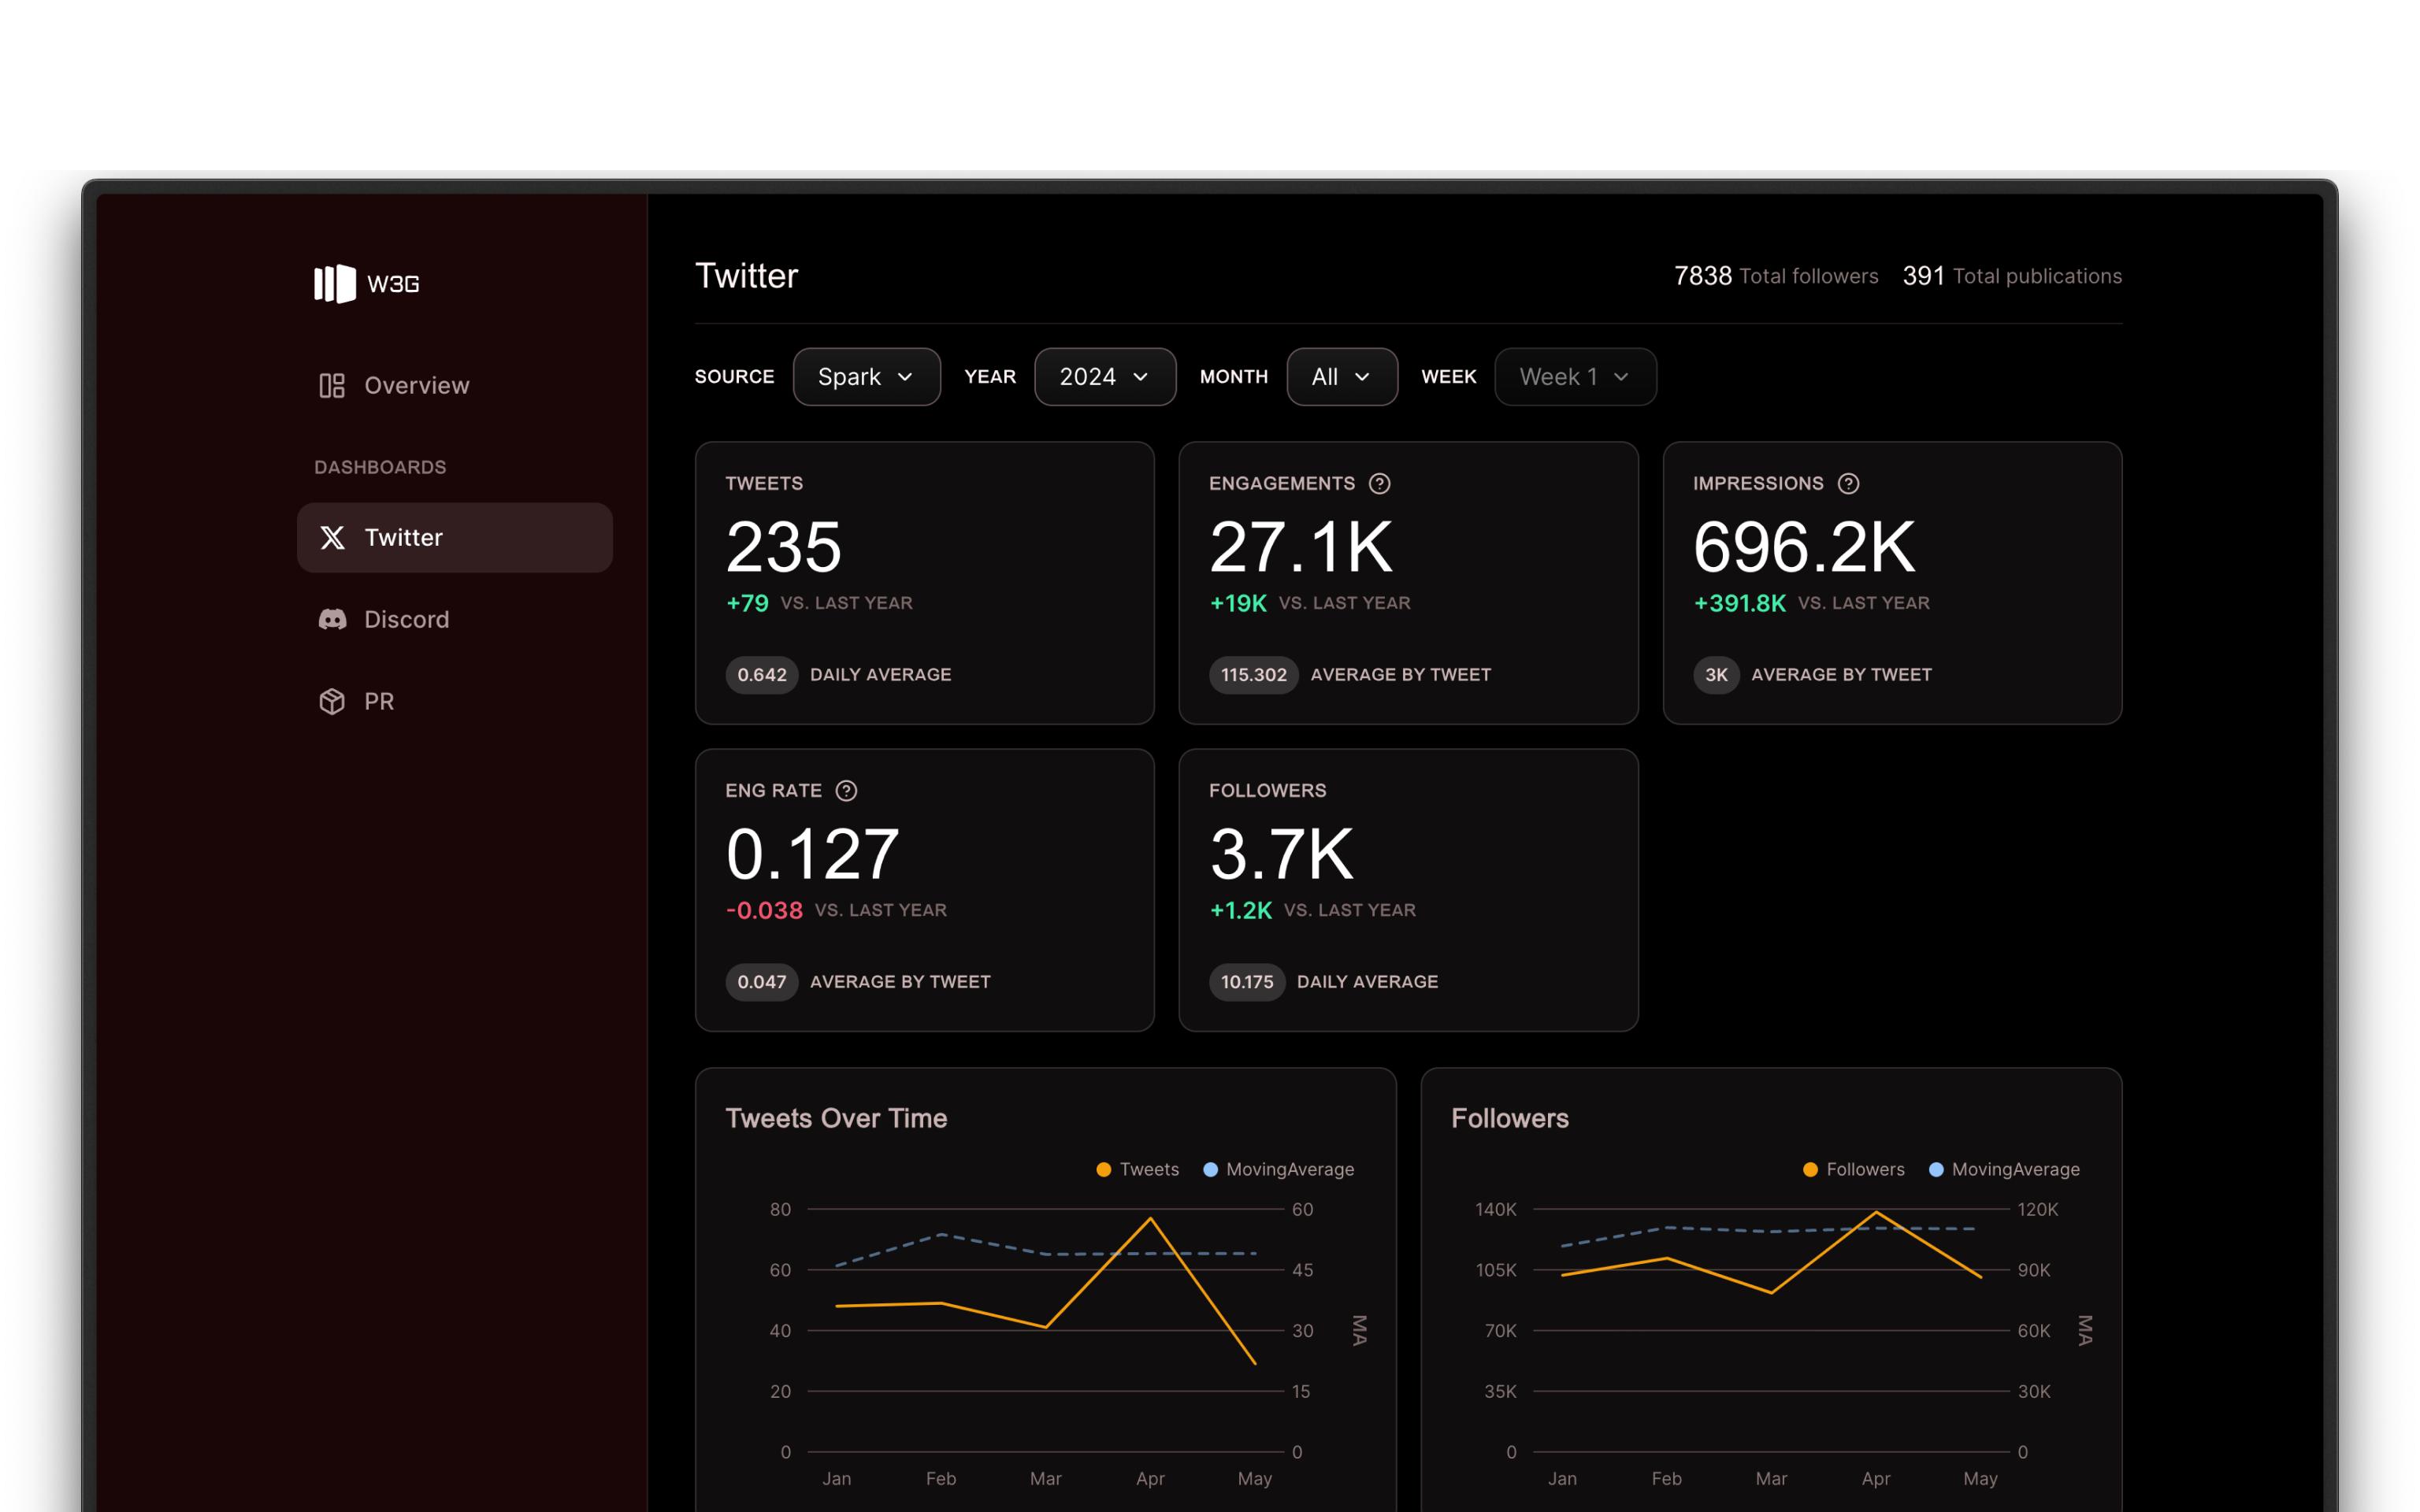 W3G
Overview
DASHBOARDS
Twitter
Discord
PR
Twitter
7838 Total followers 391 Total publications
SOURCE Spark YEAR 2024 MONTH All WEEK Week 1
TWEETS
235
+79 VS. LAST YEAR
0.642 DAILY AVERAGE
ENGAGEMENTS ?
27.1K
+19K VS. LAST YEAR
115.302 AVERAGE BY TWEET
IMPRESSIONS ?
696.2K
+391.8K VS. LAST YEAR
3K AVERAGE BY TWEET
ENG RATE ?
0.127
-0.038 VS. LAST YEAR
0.047 AVERAGE BY TWEET
FOLLOWERS
3.7K
+1.2K VS. LAST YEAR
10.175 DAILY AVERAGE
Tweets Over Time
Tweets MovingAverage
80 60
60 45
40 30
20 15
0 0
MA
Jan Feb Mar Apr May
Followers
Followers MovingAverage
140K 120K
105K 90K
70K 60K
35K 30K
0 0
MA
Jan Feb Mar Apr May